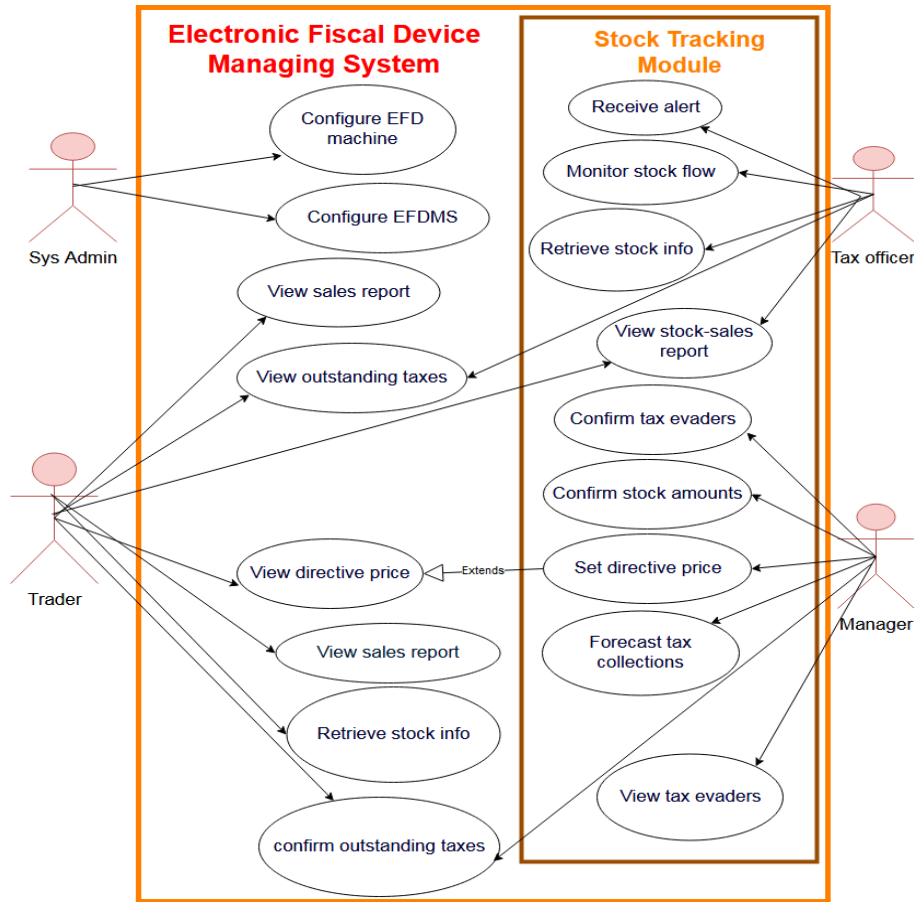 Electronic Fiscal Device
Managing System
Stock Tracking
Module
Configure EFD
machine
Configure EFDMS
Sys Admin
View sales report
View outstanding taxes
Receive alert
Monitor stock flow
Retrieve stock info
Tax officer
View stock-sales
report
Confirm tax evaders
Confirm stock amounts
Trader
View directive price
Extends
Set directive price
Manager
Forecast tax
collections
View sales report
Retrieve stock info
View tax evaders
confirm outstanding taxes